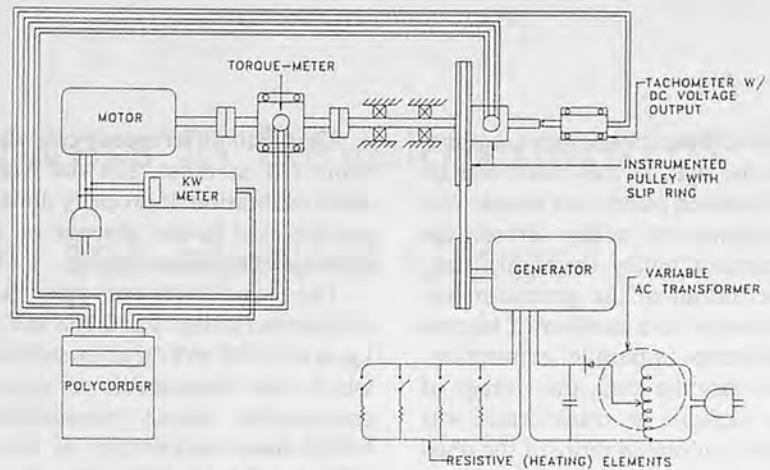 TORQUE-METER
MOTOR
TACHOMETER W/
DC VOLTAGE
OUTPUT
KW
METER
INSTRUMENTED
PULLEY WITH
SLIP RING
GENERATOR
VARIABLE
AC TRANSFORMER
POLYCORDER
RESISTIVE (HEATING) ELEMENTS